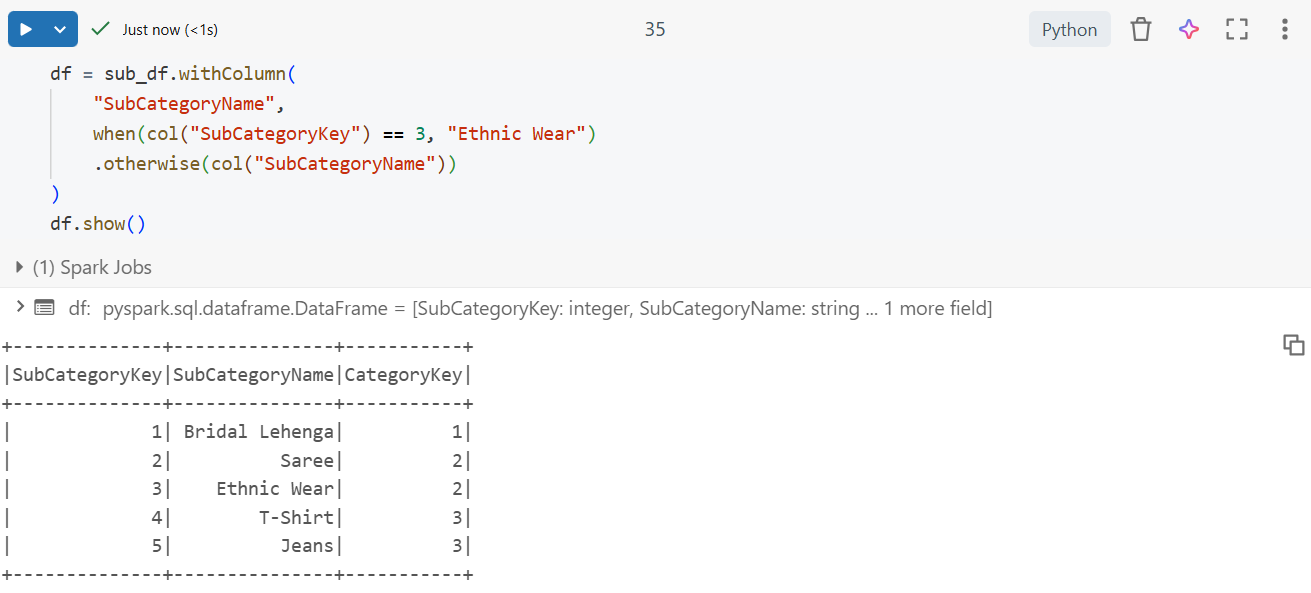 Just now (<1s)
35
Python
df = sub_df.withColumn(
    "SubCategoryName",
    when(col("SubCategoryKey") == 3, "Ethnic Wear")
    .otherwise(col("SubCategoryName"))
)
df.show()
(1) Spark Jobs
df: pyspark.sql.dataframe.DataFrame = [SubCategoryKey: integer, SubCategoryName: string ... 1 more field]
+--------------+---------------+-----------+
|SubCategoryKey|SubCategoryName|CategoryKey|
+--------------+---------------+-----------+
|             1| Bridal Lehenga|          1|
|             2|          Saree|          2|
|             3|    Ethnic Wear|          2|
|             4|        T-Shirt|          3|
|             5|          Jeans|          3|
+--------------+---------------+-----------+